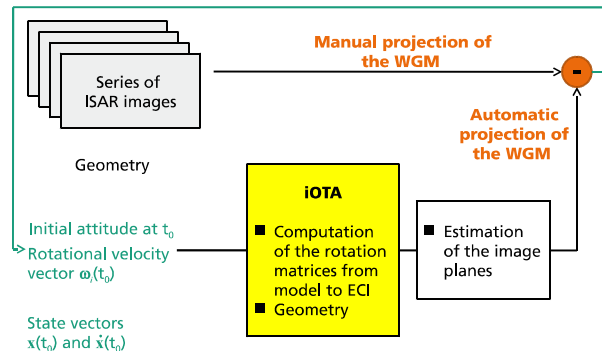 Series of
ISAR images
Manual projection of
the WGM
-
Automatic
projection
of the WGM
Geometry
Initial attitude at t₀
Rotational velocity
vector ωᵢ(t₀)
State vectors
x(t₀) and ẋ(t₀)
iOTA
Computation
of the rotation
matrices from
model to ECI
Geometry
Estimation
of the image
planes